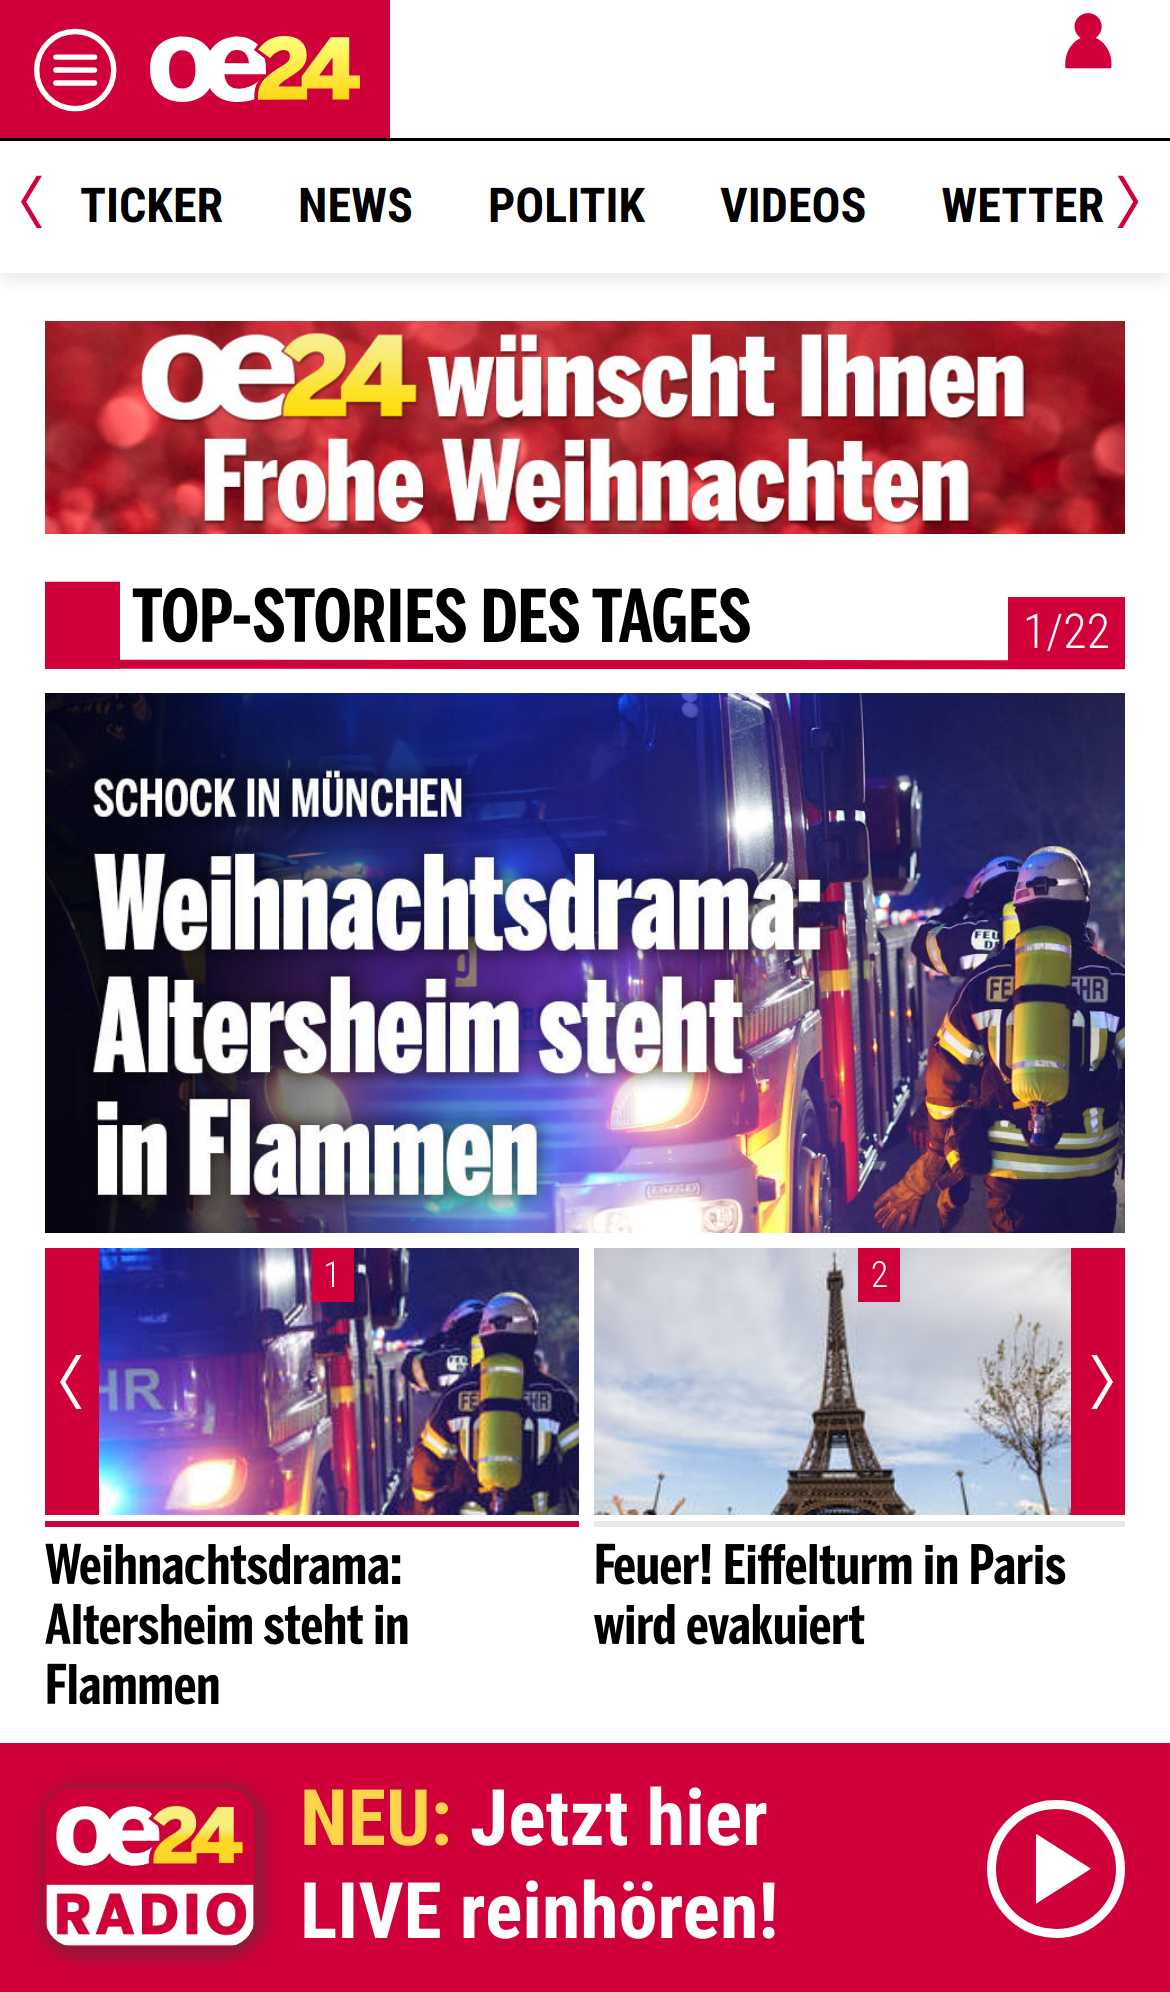 oe24
TICKER NEWS POLITIK VIDEOS WETTER
oe24 wünscht Ihnen
Frohe Weihnachten
TOP-STORIES DES TAGES
1/22
SCHOCK IN MÜNCHEN
Weihnachtsdrama:
Altersheim steht
in Flammen
1
HR
2
Weihnachtsdrama:
Altersheim steht in
Flammen
Feuer! Eiffelturm in Paris
wird evakuiert
oe24
RADIO
NEU: Jetzt hier
LIVE reinhören!